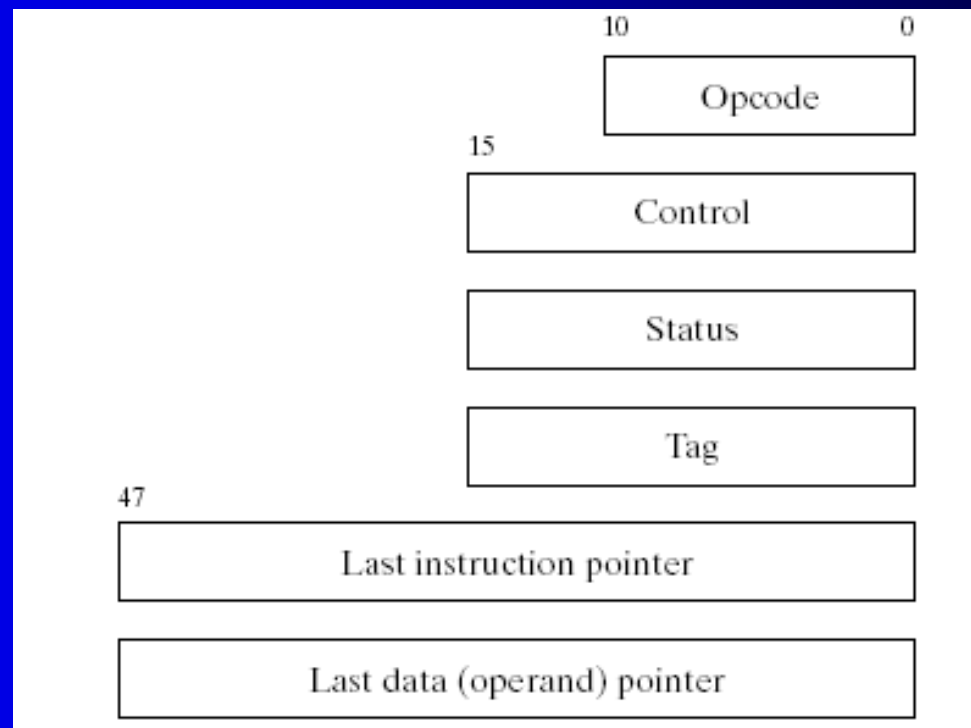 10 0
Opcode
15
Control
Status
Tag
47
Last instruction pointer
Last data (operand) pointer